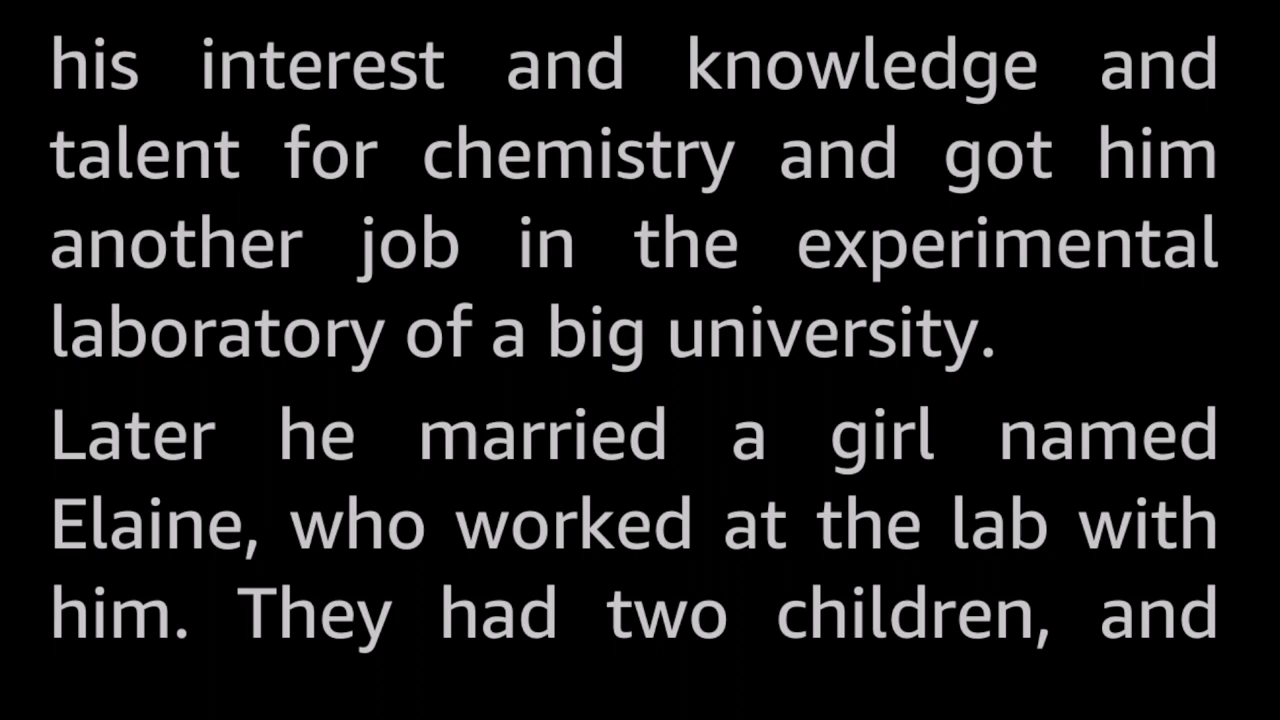 his interest and knowledge and
talent for chemistry and got him
another job in the experimental
laboratory of a big university.
Later he married a girl named
Elaine, who worked at the lab with
him. They had two children, and